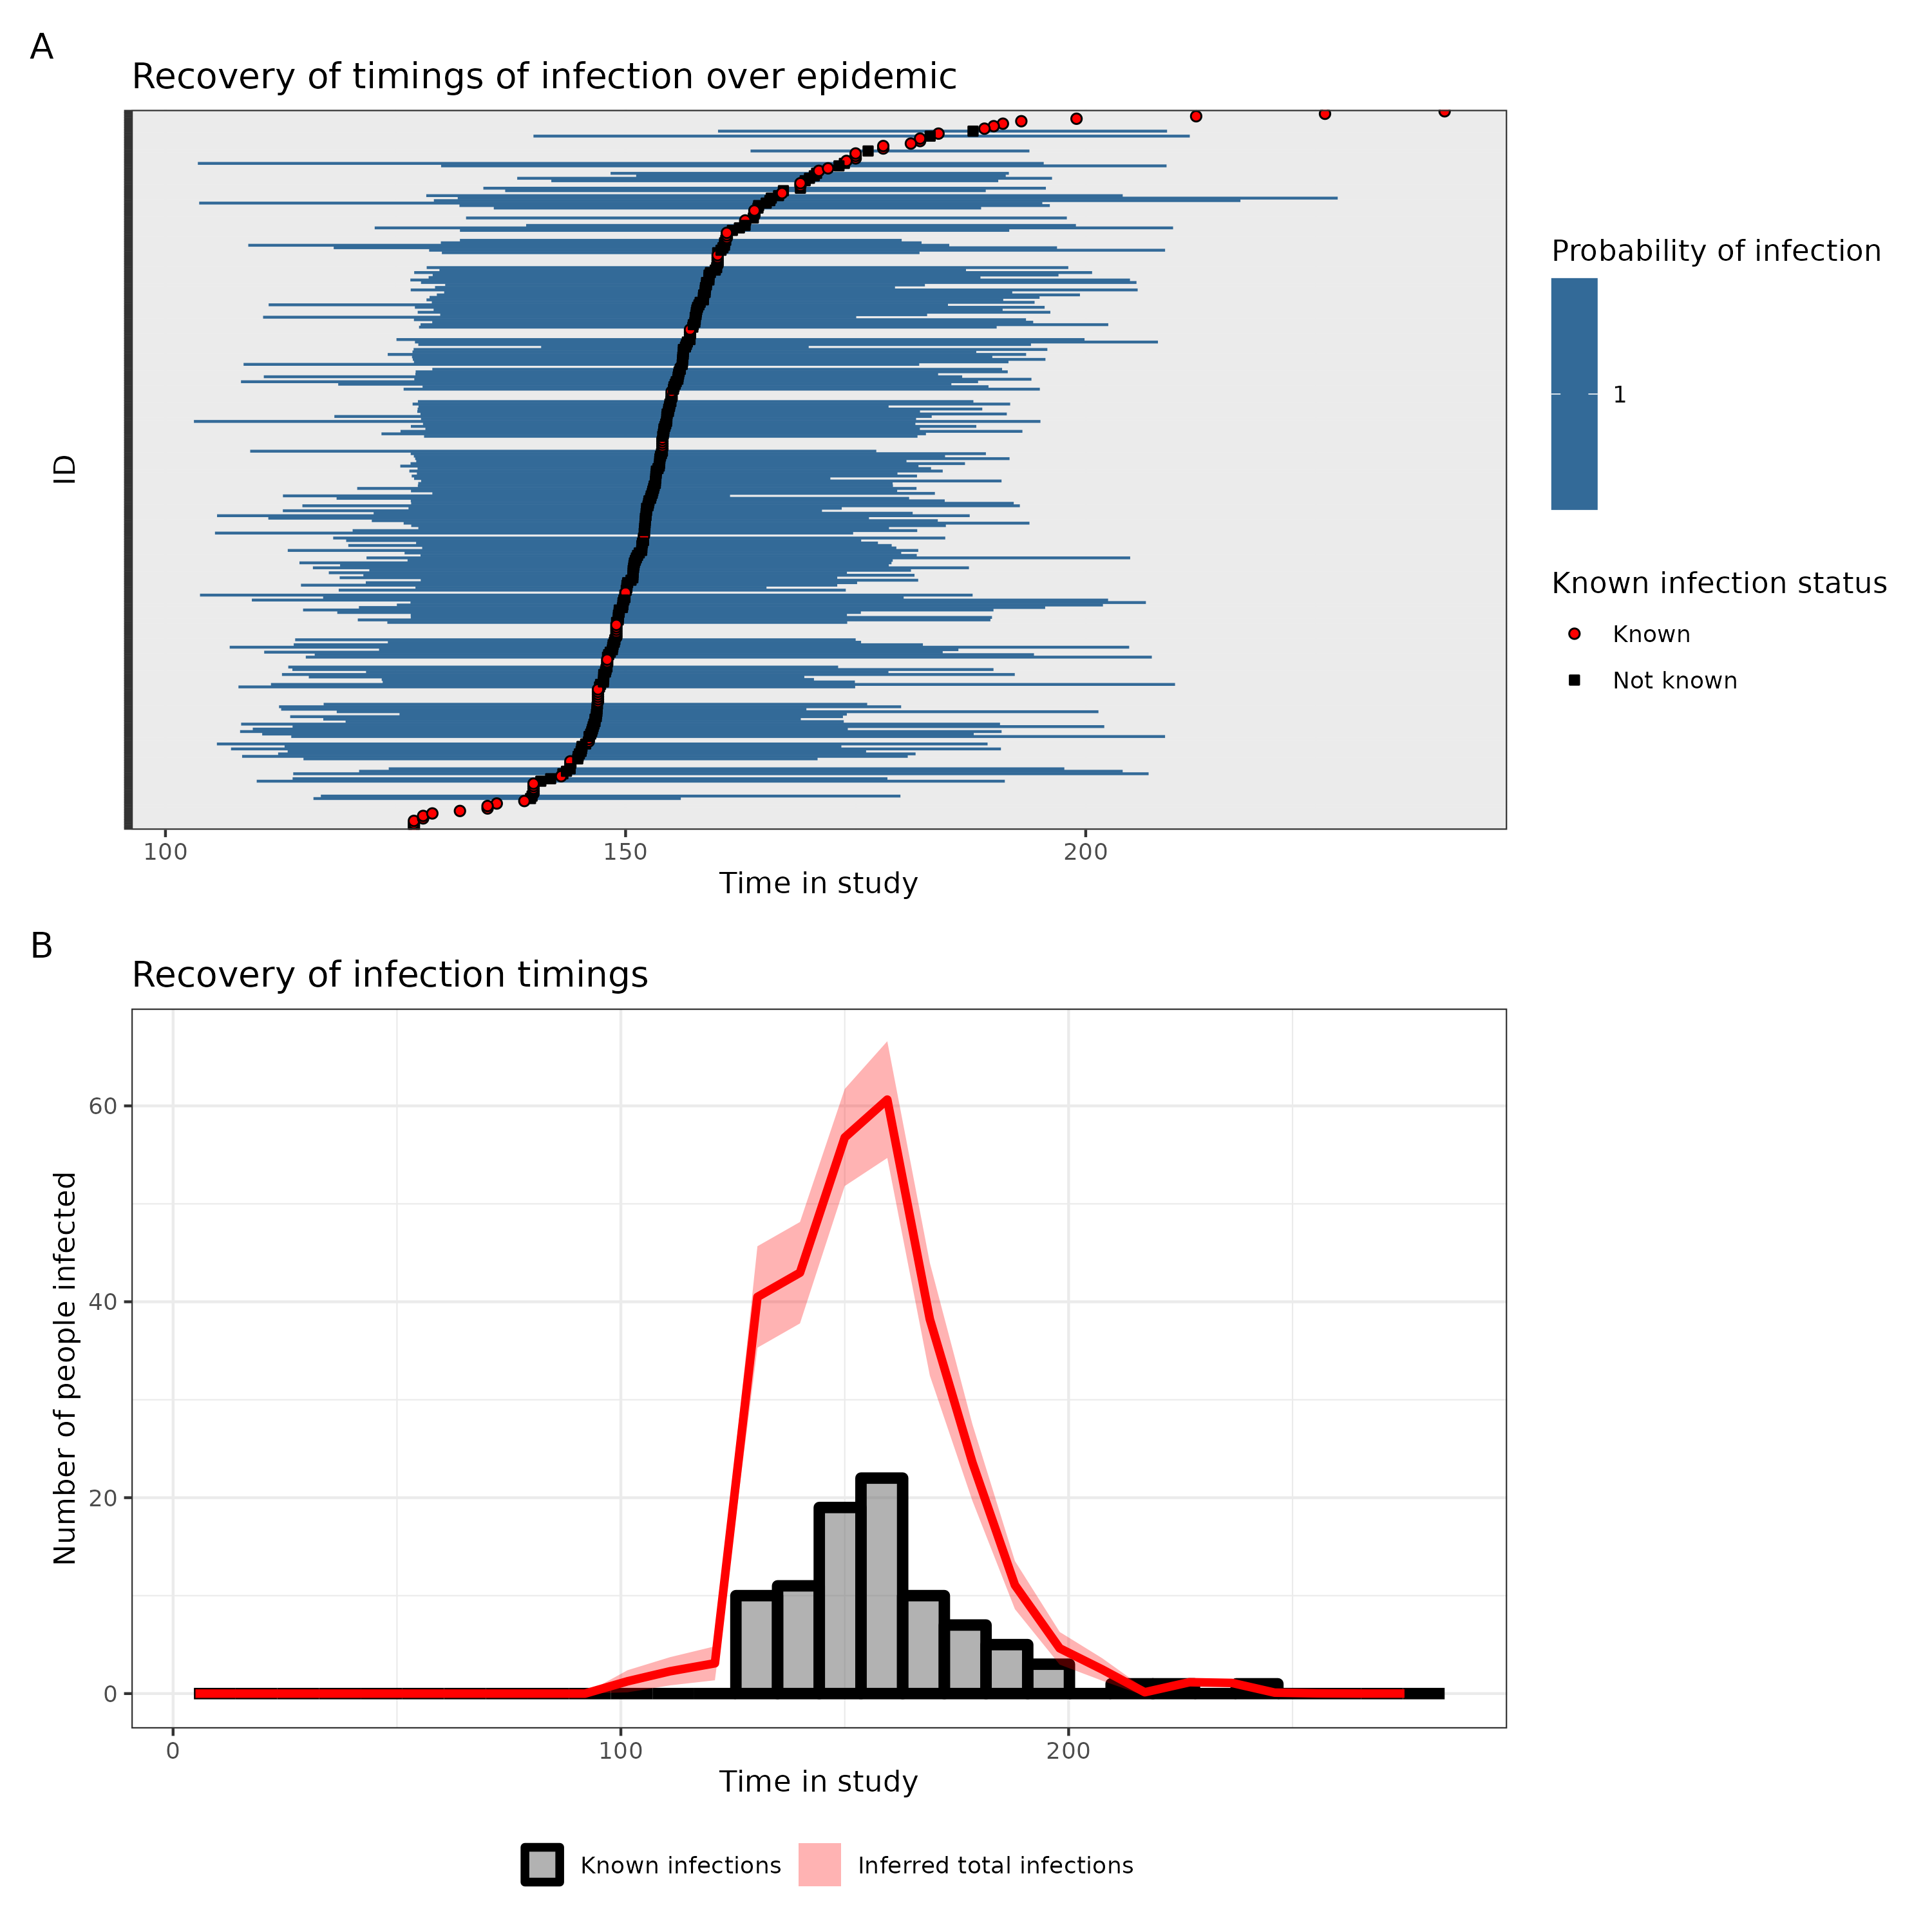 A
Recovery of timings of infection over epidemic
ID
100 150 200
Time in study
Probability of infection
1
Known infection status
Known
Not known
B
Recovery of infection timings
Number of people infected
60
40
20
0
0 100 200
Time in study
Known infections Inferred total infections